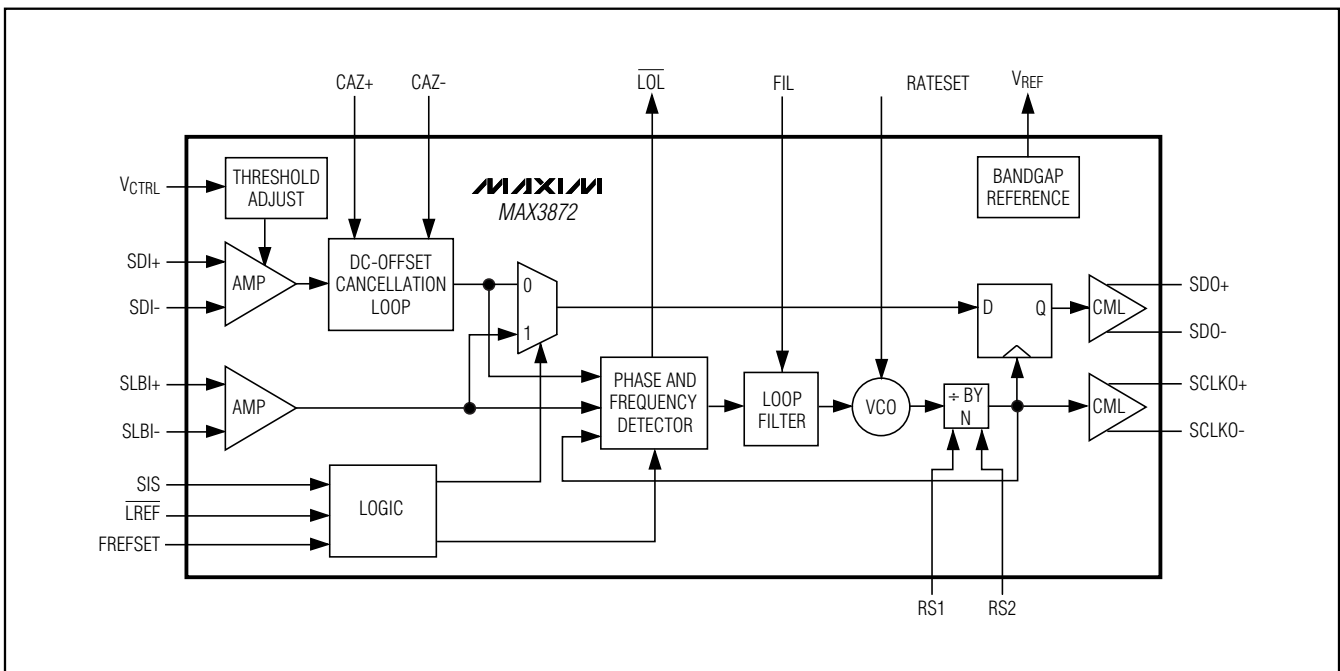 CAZ+
CAZ-
L̅O̅L̅
FIL
RATESET
VREF
VCTRL
THRESHOLD
ADJUST
MAXIM
MAX3872
BANDGAP
REFERENCE
SDI+
SDI-
AMP
DC-OFFSET
CANCELLATION
LOOP
0
1
D
Q
CML
SDO+
SDO-
SLBI+
SLBI-
AMP
PHASE AND
FREQUENCY
DETECTOR
LOOP
FILTER
VCO
÷ BY
N
CML
SCLKO+
SCLKO-
SIS
L̅R̅E̅F̅
FREFSET
LOGIC
RS1
RS2